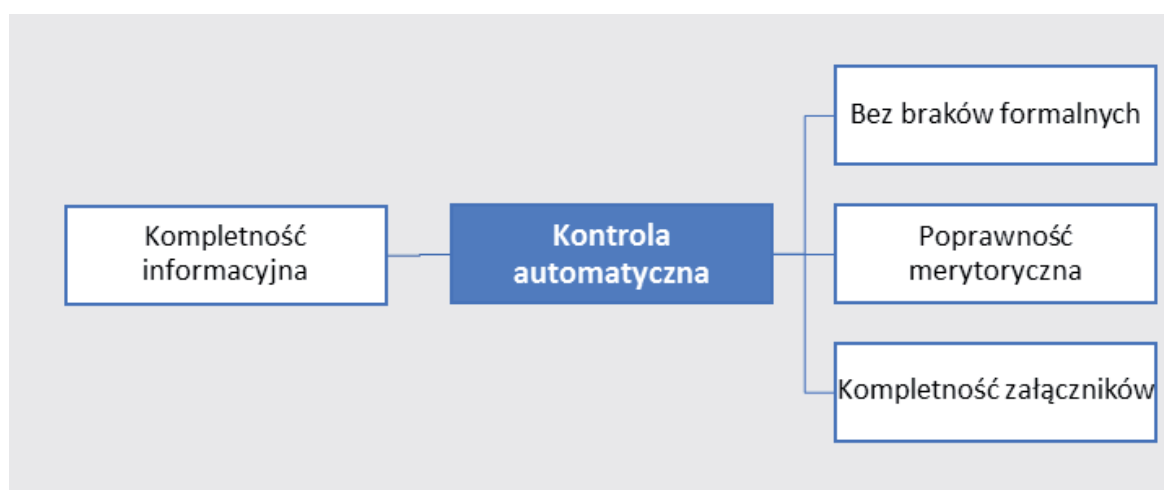 Kompletność
informacyjna
Kontrola
automatyczna
Bez braków formalnych
Poprawność
merytoryczna
Kompletność załączników